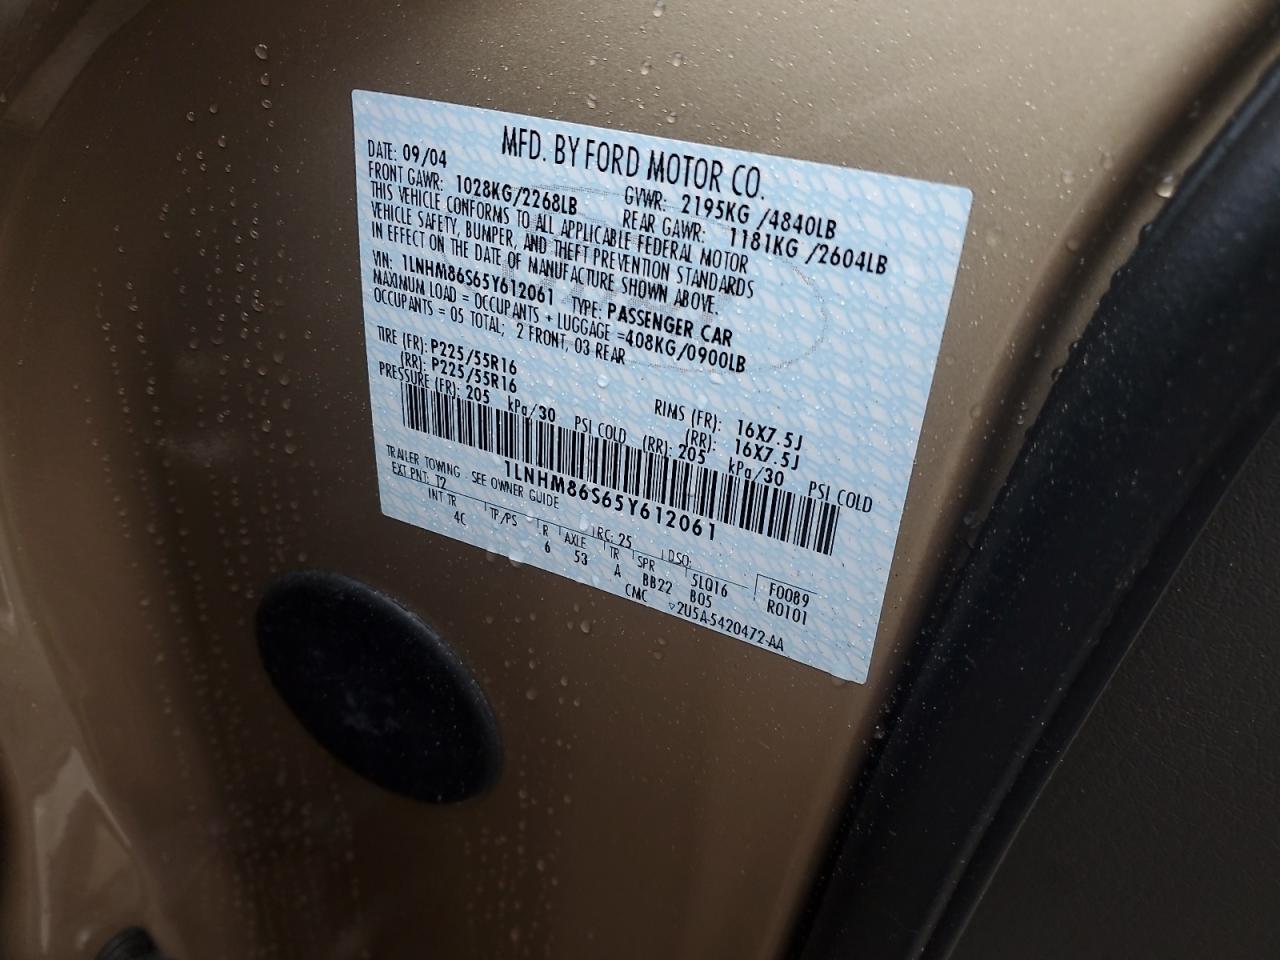 MFD. BY FORD MOTOR CO.
DATE: 09/04 GVWR: 2195KG /4840LB
FRONT GAWR: 1028KG/2268LB REAR GAWR: 1181KG /2604LB
THIS VEHICLE CONFORMS TO ALL APPLICABLE FEDERAL MOTOR
VEHICLE SAFETY, BUMPER, AND THEFT PREVENTION STANDARDS
IN EFFECT ON THE DATE OF MANUFACTURE SHOWN ABOVE.
VIN: 1LNHM86S65Y612061 TYPE: PASSENGER CAR
MAXIMUM LOAD = OCCUPANTS + LUGGAGE =408KG/0900LB
OCCUPANTS = 05 TOTAL; 2 FRONT, 03 REAR
TIRE (FR): P225/55R16 RIMS (FR): 16X7.5J
(RR): P225/55R16 (RR): 16X7.5J
PRESSURE (FR): 205 kPa/30 PSI COLD (RR): 205 kPa/30 PSI COLD
1LNHM86S65Y612061
TRAILER TOWING - SEE OWNER GUIDE
EXT PNT: T2 RC: 25 DSO:
INT TR TP/PS R AXLE TR SPR 5LQ16 F0089
4C 6 53 A BB22 B05 R0101
CMC ▽2U5A-5420472-AA